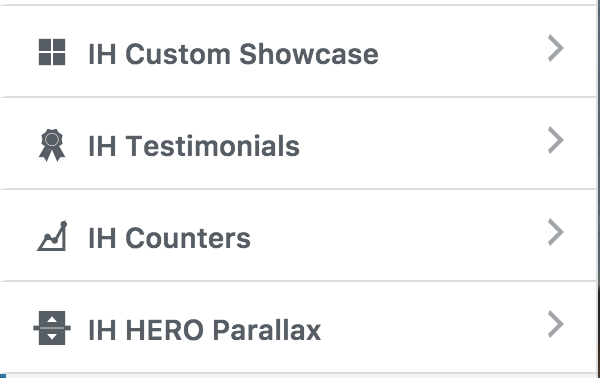 IH Custom Showcase
IH Testimonials
IH Counters
IH HERO Parallax